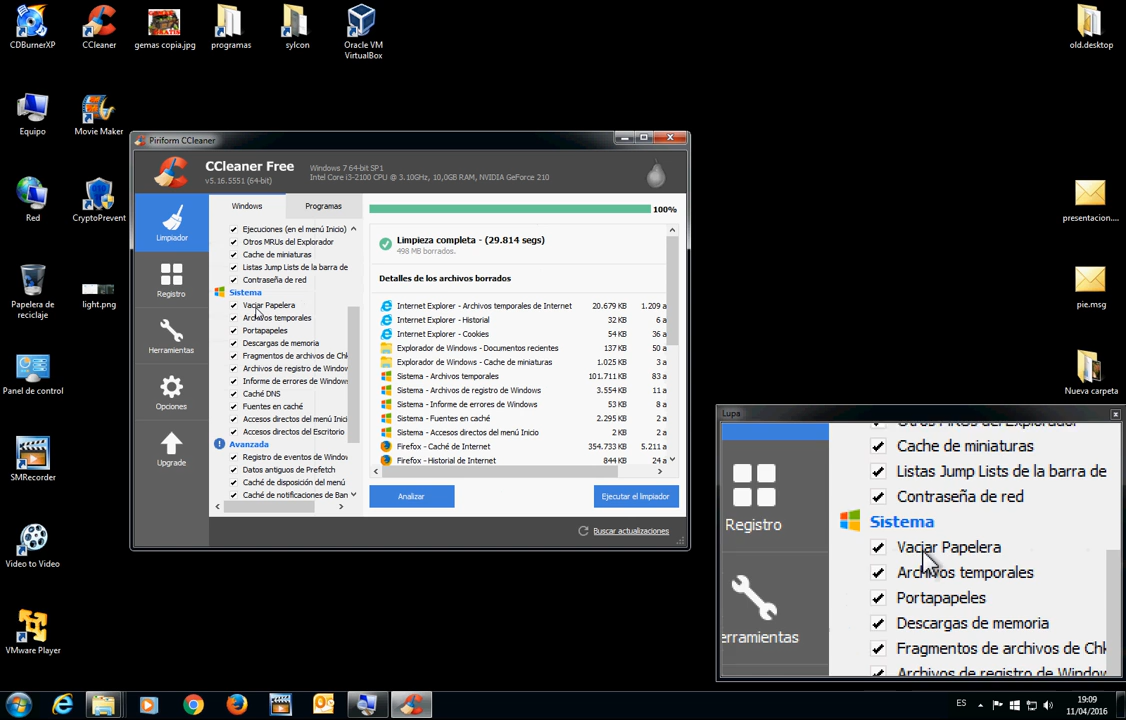 CDBurnerXP
CCleaner
gemas copia.jpg
programas
sylcon
Oracle VM
VirtualBox
old.desktop
Equipo
Movie Maker
Red
CryptoPrevent
presentacion....
Papelera de
reciclaje
light.png
pie.msg
Panel de control
Nueva carpeta
SMRecorder
Video to Video
VMware Player
Piriform CCleaner
CCleaner Free
v5.16.5551 (64-bit)
Windows 7 64-bit SP1
Intel Core i3-2100 CPU @ 3.10GHz, 10,0GB RAM, NVIDIA GeForce 210
Limpiador
Registro
Herramientas
Opciones
Upgrade
Windows
Programas
Ejecuciones (en el menú Inicio)
Otros MRUs del Explorador
Cache de miniaturas
Listas Jump Lists de la barra de
Contraseña de red
Sistema
Vaciar Papelera
Archivos temporales
Portapapeles
Descargas de memoria
Fragmentos de archivos de Chk
Archivos de registro de Window
Informe de errores de Windows
Caché DNS
Fuentes en caché
Accesos directos del menú Inici
Accesos directos del Escritorio
Avanzada
Registro de eventos de Window
Datos antiguos de Prefetch
Caché de disposición del menú
Caché de notificaciones de Ban
100%
Limpieza completa - (29.814 segs)
498 MB borrados.
Detalles de los archivos borrados
Internet Explorer - Archivos temporales de Internet 20.679 KB 1.209 a
Internet Explorer - Historial 32 KB 6 a
Internet Explorer - Cookies 54 KB 36 a
Explorador de Windows - Documentos recientes 137 KB 50 a
Explorador de Windows - Cache de miniaturas 1.025 KB 3 a
Sistema - Archivos temporales 101.711 KB 83 a
Sistema - Archivos de registro de Windows 3.554 KB 11 a
Sistema - Informe de errores de Windows 53 KB 8 a
Sistema - Fuentes en caché 2.295 KB 2 a
Sistema - Accesos directos del menú Inicio 2 KB 2 a
Firefox - Caché de Internet 354.733 KB 5.211 a
Firefox - Historial de Internet 844 KB 24 a
Analizar
Ejecutar el limpiador
Buscar actualizaciones
Lupa
Otros MRUs del Explorador
Cache de miniaturas
Listas Jump Lists de la barra de
Contraseña de red
Registro
Sistema
Vaciar Papelera
Archivos temporales
Portapapeles
Descargas de memoria
erramientas
Fragmentos de archivos de Chk
Archivos de registro de Window
ES
19:09
11/04/2016